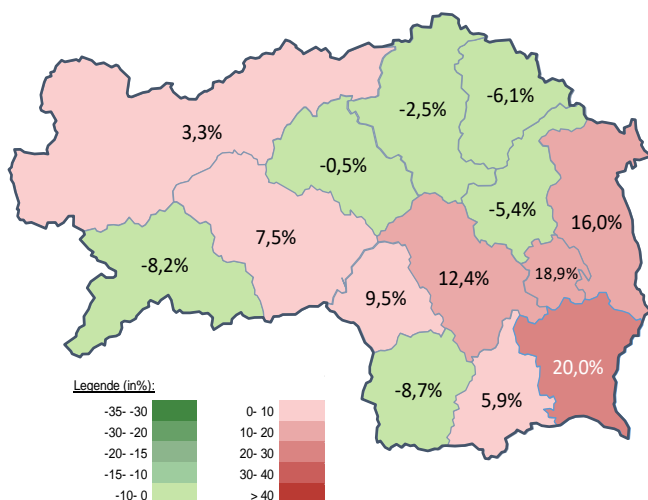 -6,1%
-2,5%
3,3%
-0,5%
-5,4%
16,0%
7,5%
-8,2%
12,4%
18,9%
9,5%
20,0%
-8,7%
5,9%
Legende (in%):
-35- -30 0- 10
-30- -20 10- 20
-20- -15 20- 30
-15- -10 30- 40
-10- 0 > 40